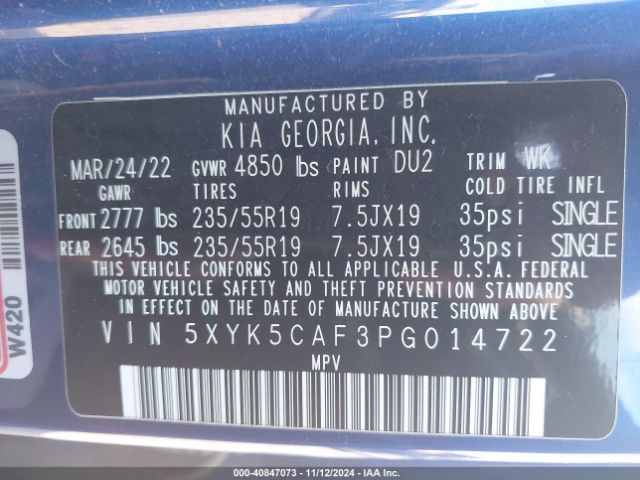 MANUFACTURED BY
KIA GEORGIA, INC.
MAR/24/22 GVWR 4850 lbs PAINT DU2 TRIM WK
GAWR TIRES RIMS COLD TIRE INFL
FRONT 2777 lbs 235/55R19 7.5JX19 35psi SINGLE
REAR 2645 lbs 235/55R19 7.5JX19 35psi SINGLE
THIS VEHICLE CONFORMS TO ALL APPLICABLE U.S.A. FEDERAL
MOTOR VEHICLE SAFETY AND THEFT PREVENTION STANDARDS
IN EFFECT ON THE DATE OF MANUFACTURE SHOWN ABOVE
VIN 5XYK5CAF3PG014722
MPV
W420
000-40847073 - 11/12/2024 - IAAI.com